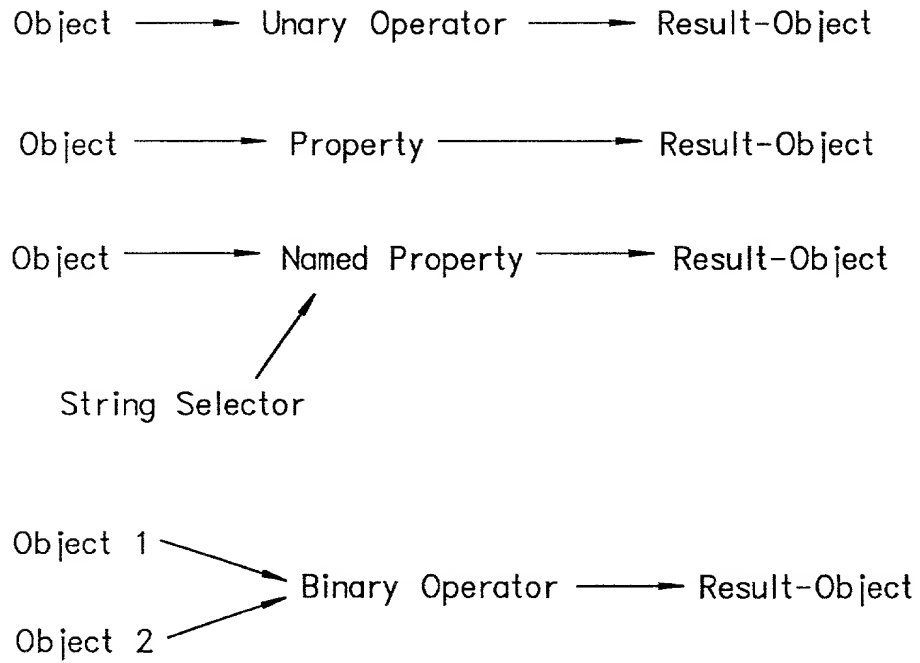 Object Unary Operator Result-Object
Object Property Result-Object
Object Named Property Result-Object
String Selector
Object 1
Binary Operator Result-Object
Object 2